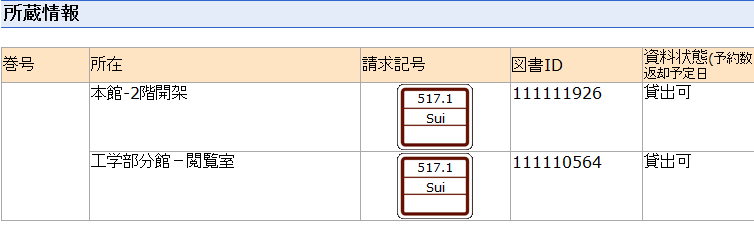 所蔵情報
巻号 所在 請求記号 図書ID 資料状態(予約数
返却予定日
本館-2階開架 517.1 111111926 貸出可
Sui
工学部分館－閲覧室 517.1 111110564 貸出可
Sui